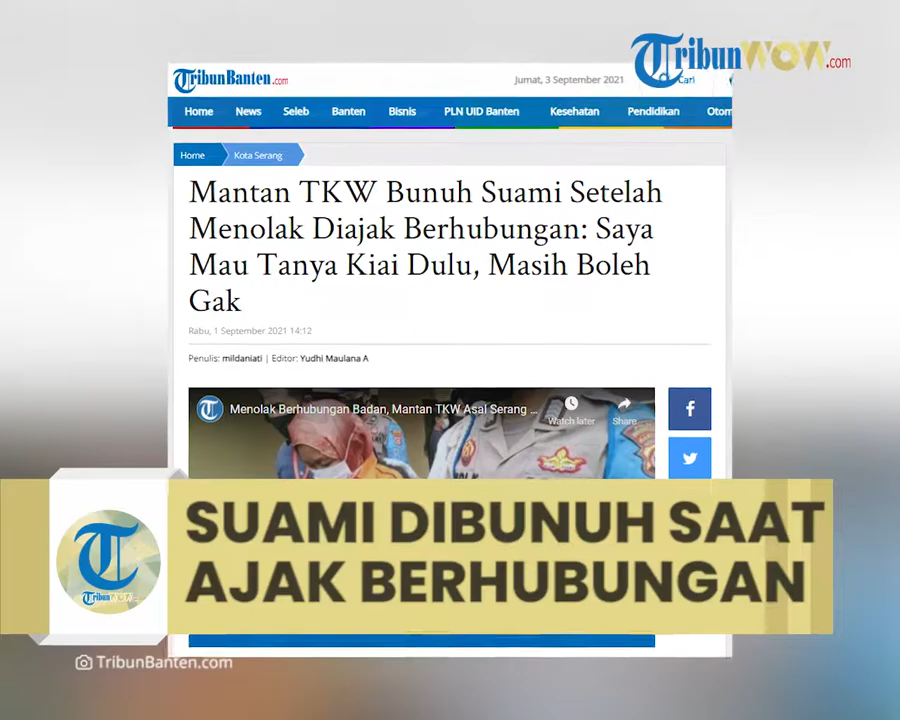 TribunWOW.com
TribunBanten.com
Jumat, 3 September 2021
Cari
Home News Seleb Banten Bisnis PLN UID Banten Kesehatan Pendidikan Otom
Home Kota Serang
Mantan TKW Bunuh Suami Setelah
Menolak Diajak Berhubungan: Saya
Mau Tanya Kiai Dulu, Masih Boleh
Gak
Rabu, 1 September 2021 14:12
Penulis: mildaniati | Editor: Yudhi Maulana A
Menolak Berhubungan Badan, Mantan TKW Asal Serang ...
Watch later Share
SUAMI DIBUNUH SAAT
AJAK BERHUBUNGAN
TribunWOW
TribunBanten.com